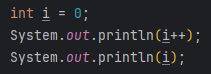 int i = 0;
System.out.println(i++);
System.out.println(i);